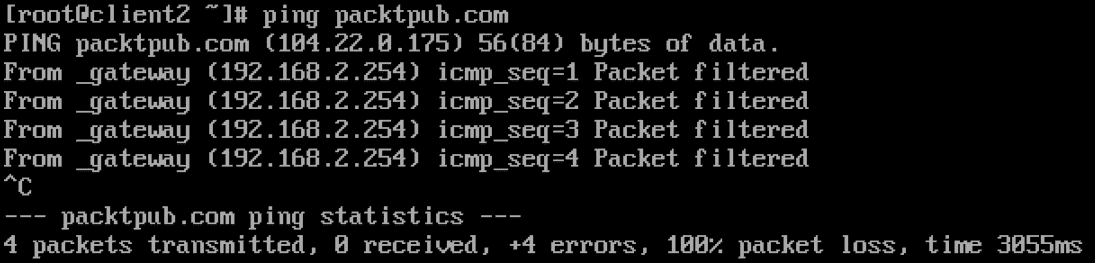 [root@client2 ~]# ping packtpub.com
PING packtpub.com (104.22.0.175) 56(84) bytes of data.
From _gateway (192.168.2.254) icmp_seq=1 Packet filtered
From _gateway (192.168.2.254) icmp_seq=2 Packet filtered
From _gateway (192.168.2.254) icmp_seq=3 Packet filtered
From _gateway (192.168.2.254) icmp_seq=4 Packet filtered
^C
--- packtpub.com ping statistics ---
4 packets transmitted, 0 received, +4 errors, 100% packet loss, time 3055ms